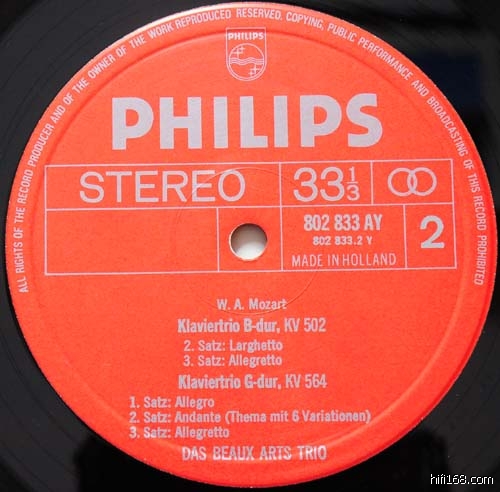 ALL RIGHTS OF THE RECORD PRODUCER AND OF THE OWNER OF THE WORK REPRODUCED RESERVED. COPYING, PUBLIC PERFORMANCE AND BROADCASTING OF THIS RECORD PROHIBITED
PHILIPS
PHILIPS
STEREO 33 1/3
802 833 AY
802 833.2 Y
2
MADE IN HOLLAND
W. A. Mozart
Klaviertrio B-dur, KV 502
2. Satz: Larghetto
3. Satz: Allegretto
Klaviertrio G-dur, KV 564
1. Satz: Allegro
2. Satz: Andante (Thema mit 6 Variationen)
3. Satz: Allegretto
DAS BEAUX ARTS TRIO
hifi168.com